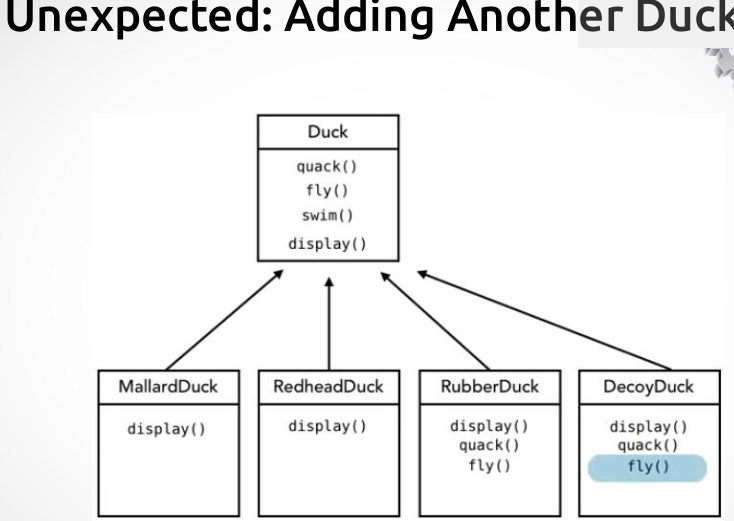 Unexpected: Adding Another Duck
Duck
quack()
fly()
swim()
display()
MallardDuck
display()
RedheadDuck
display()
RubberDuck
display()
quack()
fly()
DecoyDuck
display()
quack()
fly()